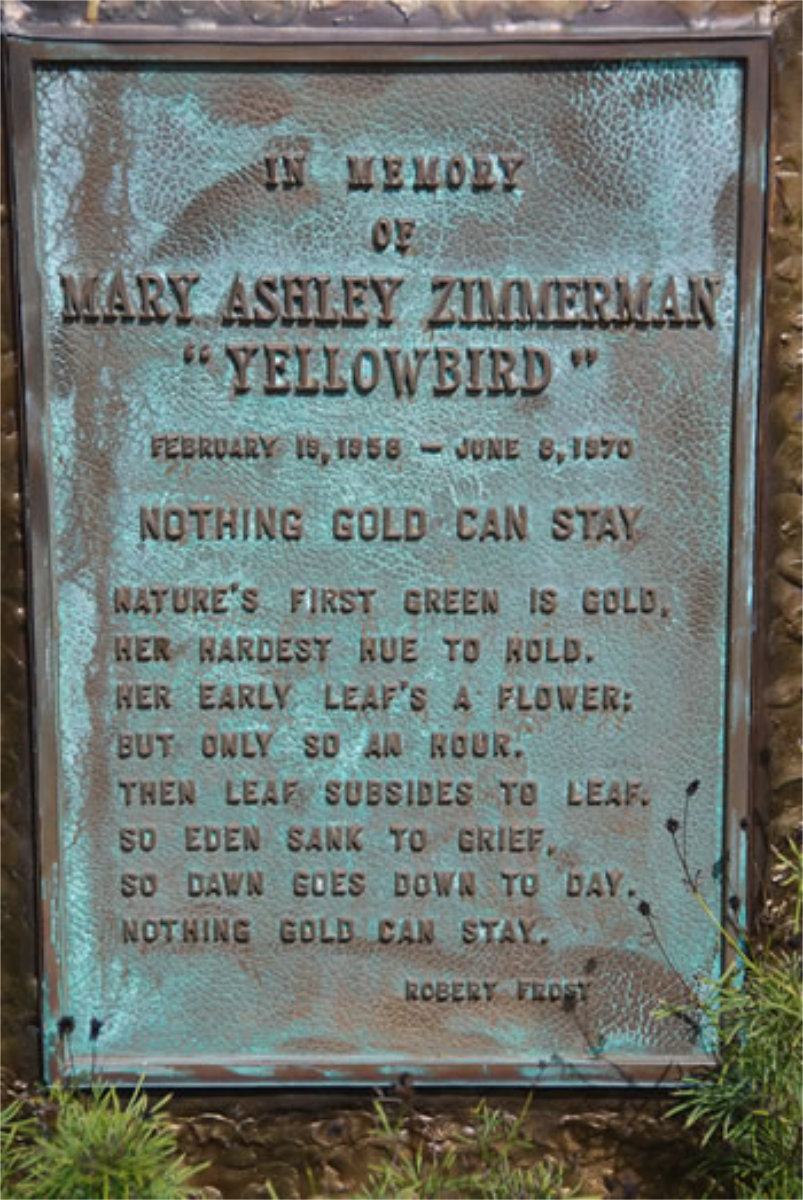 IN MEMORY
OF
MARY ASHLEY ZIMMERMAN
"YELLOWBIRD"
FEBRUARY 19, 1958 – JUNE 8, 1970
NOTHING GOLD CAN STAY
NATURE'S FIRST GREEN IS GOLD,
HER HARDEST HUE TO HOLD.
HER EARLY LEAF'S A FLOWER;
BUT ONLY SO AN HOUR.
THEN LEAF SUBSIDES TO LEAF.
SO EDEN SANK TO GRIEF,
SO DAWN GOES DOWN TO DAY.
NOTHING GOLD CAN STAY.
ROBERT FROST